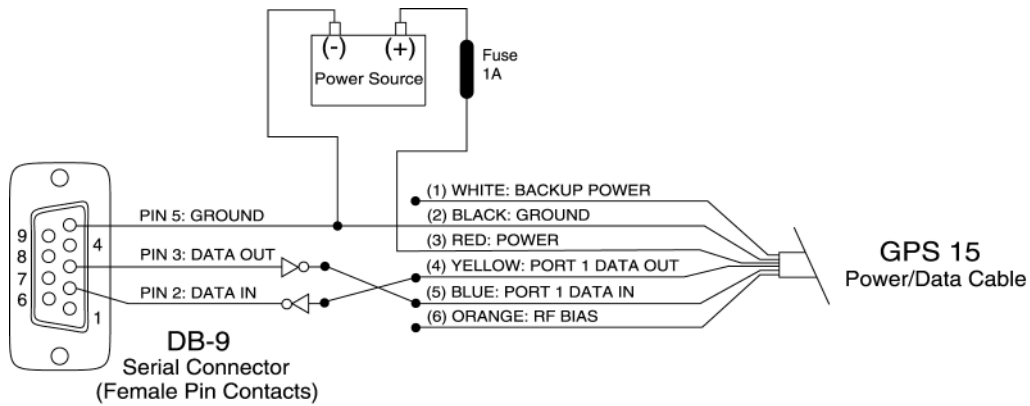 (-) (+)
Power Source
Fuse
1A
(1) WHITE: BACKUP POWER
PIN 5: GROUND
(2) BLACK: GROUND
(3) RED: POWER
PIN 3: DATA OUT
(4) YELLOW: PORT 1 DATA OUT
PIN 2: DATA IN
(5) BLUE: PORT 1 DATA IN
(6) ORANGE: RF BIAS
9
8
7
6
4
1
GPS 15
Power/Data Cable
DB-9
Serial Connector
(Female Pin Contacts)